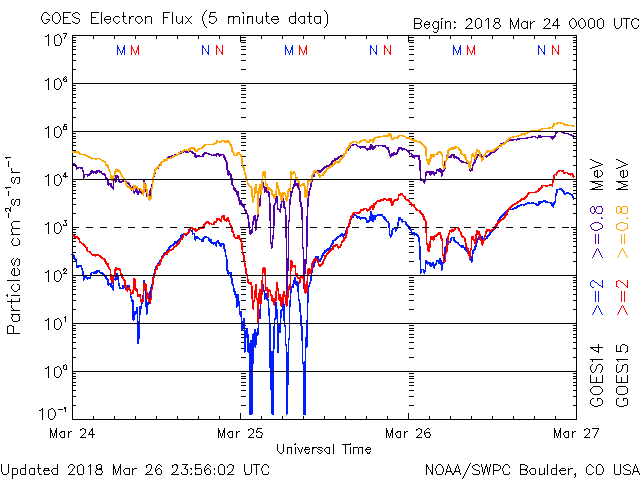 GOES Electron Flux (5 minute data)
Begin: 2018 Mar 24 0000 UTC
M M N N M M N N M M N N
10⁷
10⁶
10⁵
10⁴
10³
10²
10¹
10⁰
10⁻¹
Particles cm⁻²s⁻¹sr⁻¹
GOES14 >=2 >=0.8 MeV
GOES15 >=2 >=0.8 MeV
Mar 24 Mar 25 Mar 26 Mar 27
Universal Time
Updated 2018 Mar 26 23:56:02 UTC
NOAA/SWPC Boulder, CO USA